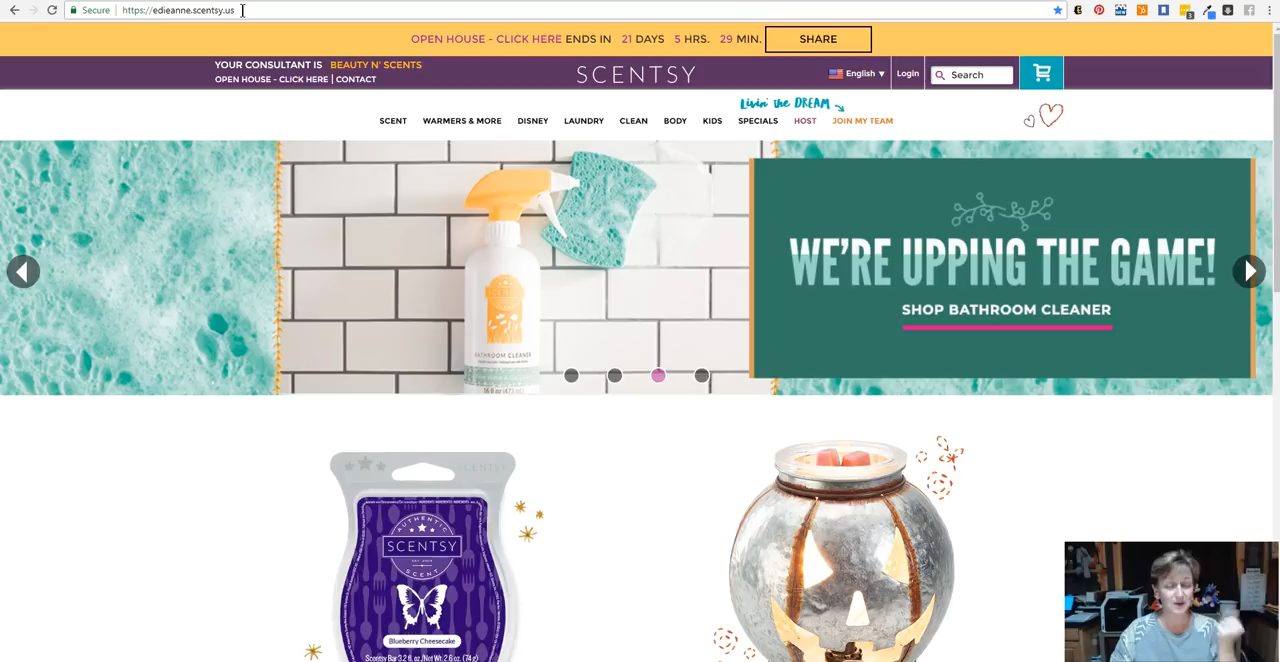 Secure
https://edieanne.scentsy.us
OPEN HOUSE - CLICK HERE ENDS IN 21 DAYS 5 HRS. 29 MIN.
SHARE
YOUR CONSULTANT IS BEAUTY N' SCENTS
OPEN HOUSE - CLICK HERE | CONTACT
SCENTSY
English
Login
Search
Livin' the DREAM
SCENT
WARMERS & MORE
DISNEY
LAUNDRY
CLEAN
BODY
KIDS
SPECIALS
HOST
JOIN MY TEAM
WE'RE UPPING THE GAME!
SHOP BATHROOM CLEANER
SCENTSY
BATHROOM CLEANER
AUTHENTIC
SCENTSY
SCENT
Blueberry Cheesecake
Scentsy Bar 3.2 fl. oz./Net Wt. 2.6 oz. (74 g)